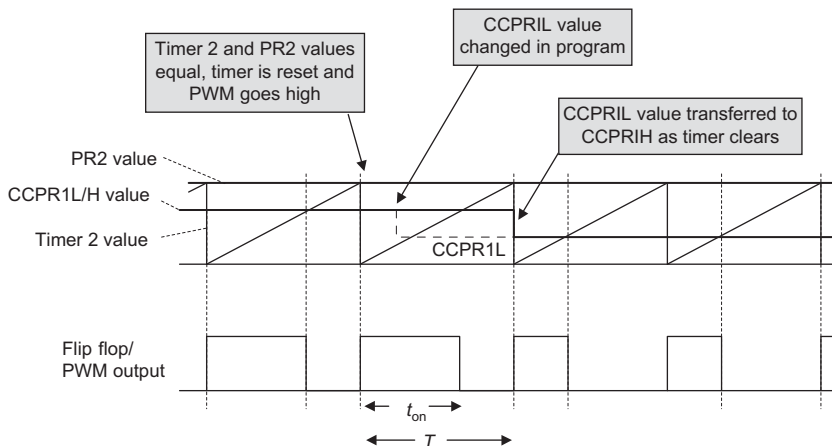 CCPRIL value
changed in program
Timer 2 and PR2 values
equal, timer is reset and
PWM goes high
CCPRIL value transferred to
CCPRIH as timer clears
PR2 value
CCPR1L/H value
Timer 2 value
CCPR1L
Flip flop/
PWM output
ton
T